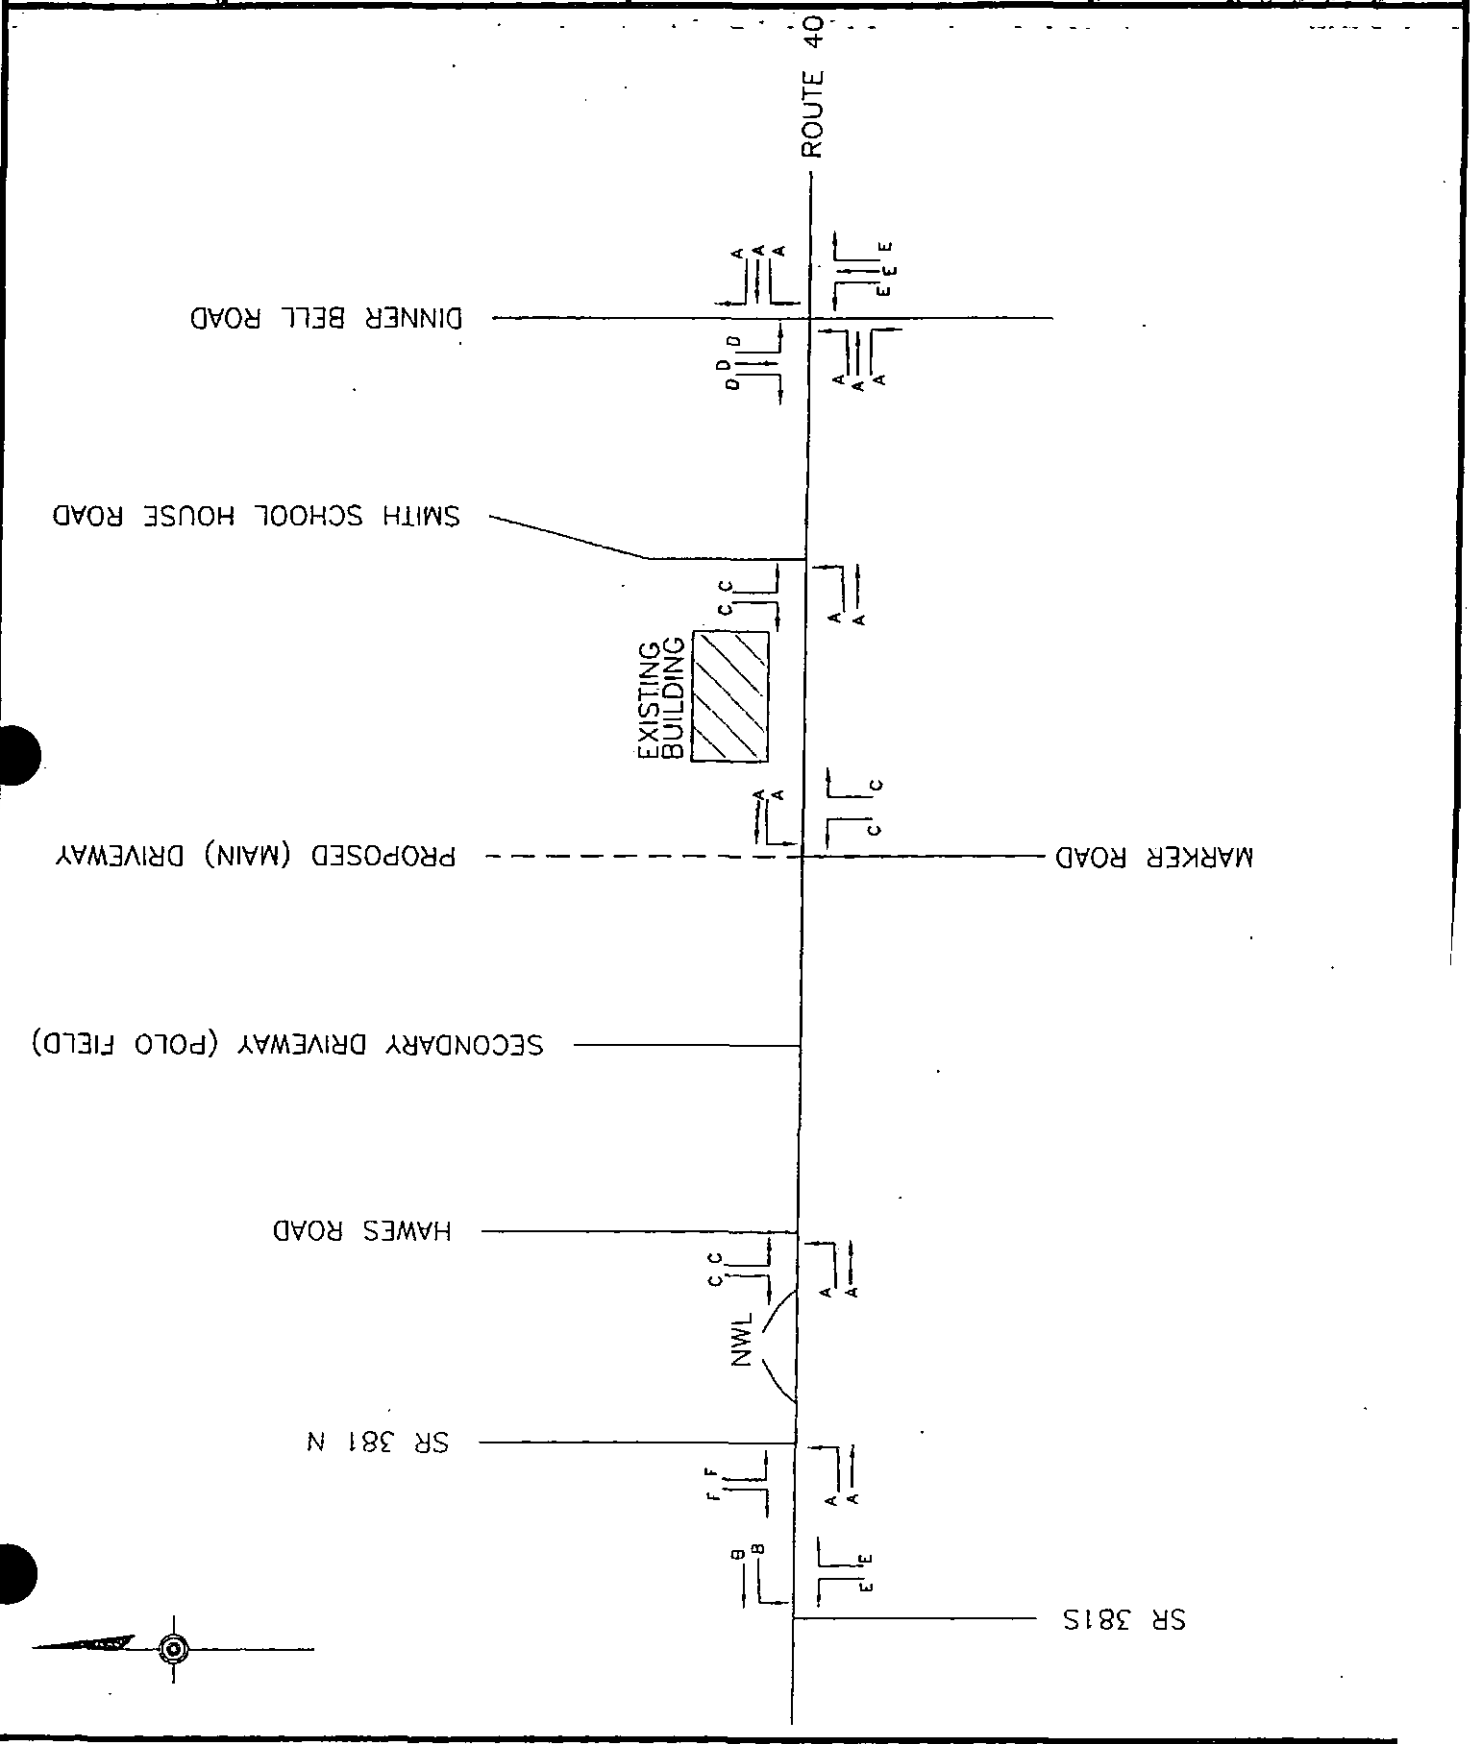 ROUTE 40
DINNER BELL ROAD
A
A
A
D
D
D
E
E
E
A
A
A
SMITH SCHOOL HOUSE ROAD
C C
A
A
EXISTING
BUILDING
A
A
C
C
PROPOSED (MAIN) DRIVEWAY
MARKER ROAD
SECONDARY DRIVEWAY (POLO FIELD)
HAWES ROAD
C C
A
A
NWL
SR 381 N
F F
A
A
B
B
E
E
SR 381S